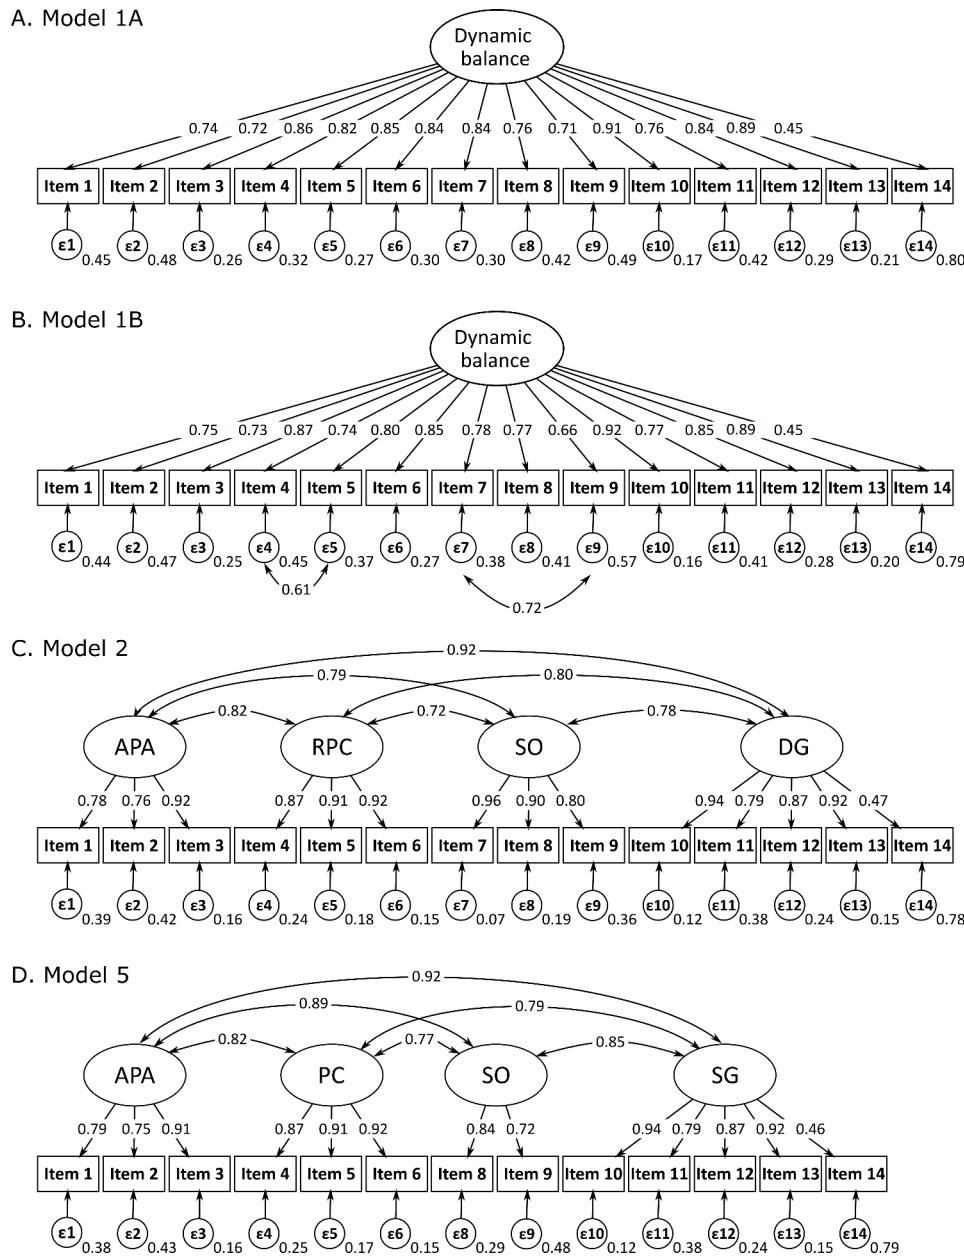 A. Model 1A
Dynamic
balance
0.74 0.72 0.86 0.82 0.85 0.84 0.84 0.76 0.71 0.91 0.76 0.84 0.89 0.45
Item 1 Item 2 Item 3 Item 4 Item 5 Item 6 Item 7 Item 8 Item 9 Item 10 Item 11 Item 12 Item 13 Item 14
ε1 ε2 ε3 ε4 ε5 ε6 ε7 ε8 ε9 ε10 ε11 ε12 ε13 ε14
0.45 0.48 0.26 0.32 0.27 0.30 0.30 0.42 0.49 0.17 0.42 0.29 0.21 0.80
B. Model 1B
Dynamic
balance
0.75 0.73 0.87 0.74 0.80 0.85 0.78 0.77 0.66 0.92 0.77 0.85 0.89 0.45
Item 1 Item 2 Item 3 Item 4 Item 5 Item 6 Item 7 Item 8 Item 9 Item 10 Item 11 Item 12 Item 13 Item 14
ε1 ε2 ε3 ε4 ε5 ε6 ε7 ε8 ε9 ε10 ε11 ε12 ε13 ε14
0.44 0.47 0.25 0.45 0.37 0.27 0.38 0.41 0.57 0.16 0.41 0.28 0.20 0.79
0.61
0.72
C. Model 2
0.92
0.79 0.80
0.82 0.72 0.78
APA RPC SO DG
0.78 0.76 0.92 0.87 0.91 0.92 0.96 0.90 0.80 0.94 0.79 0.87 0.92 0.47
Item 1 Item 2 Item 3 Item 4 Item 5 Item 6 Item 7 Item 8 Item 9 Item 10 Item 11 Item 12 Item 13 Item 14
ε1 ε2 ε3 ε4 ε5 ε6 ε7 ε8 ε9 ε10 ε11 ε12 ε13 ε14
0.39 0.42 0.16 0.24 0.18 0.15 0.07 0.19 0.36 0.12 0.38 0.24 0.15 0.78
D. Model 5
0.92
0.89 0.79
0.82 0.77 0.85
APA PC SO SG
0.79 0.75 0.91 0.87 0.91 0.92 0.84 0.72 0.94 0.79 0.87 0.92 0.46
Item 1 Item 2 Item 3 Item 4 Item 5 Item 6 Item 8 Item 9 Item 10 Item 11 Item 12 Item 13 Item 14
ε1 ε2 ε3 ε4 ε5 ε6 ε8 ε9 ε10 ε11 ε12 ε13 ε14
0.38 0.43 0.16 0.25 0.17 0.15 0.29 0.48 0.12 0.38 0.24 0.15 0.79